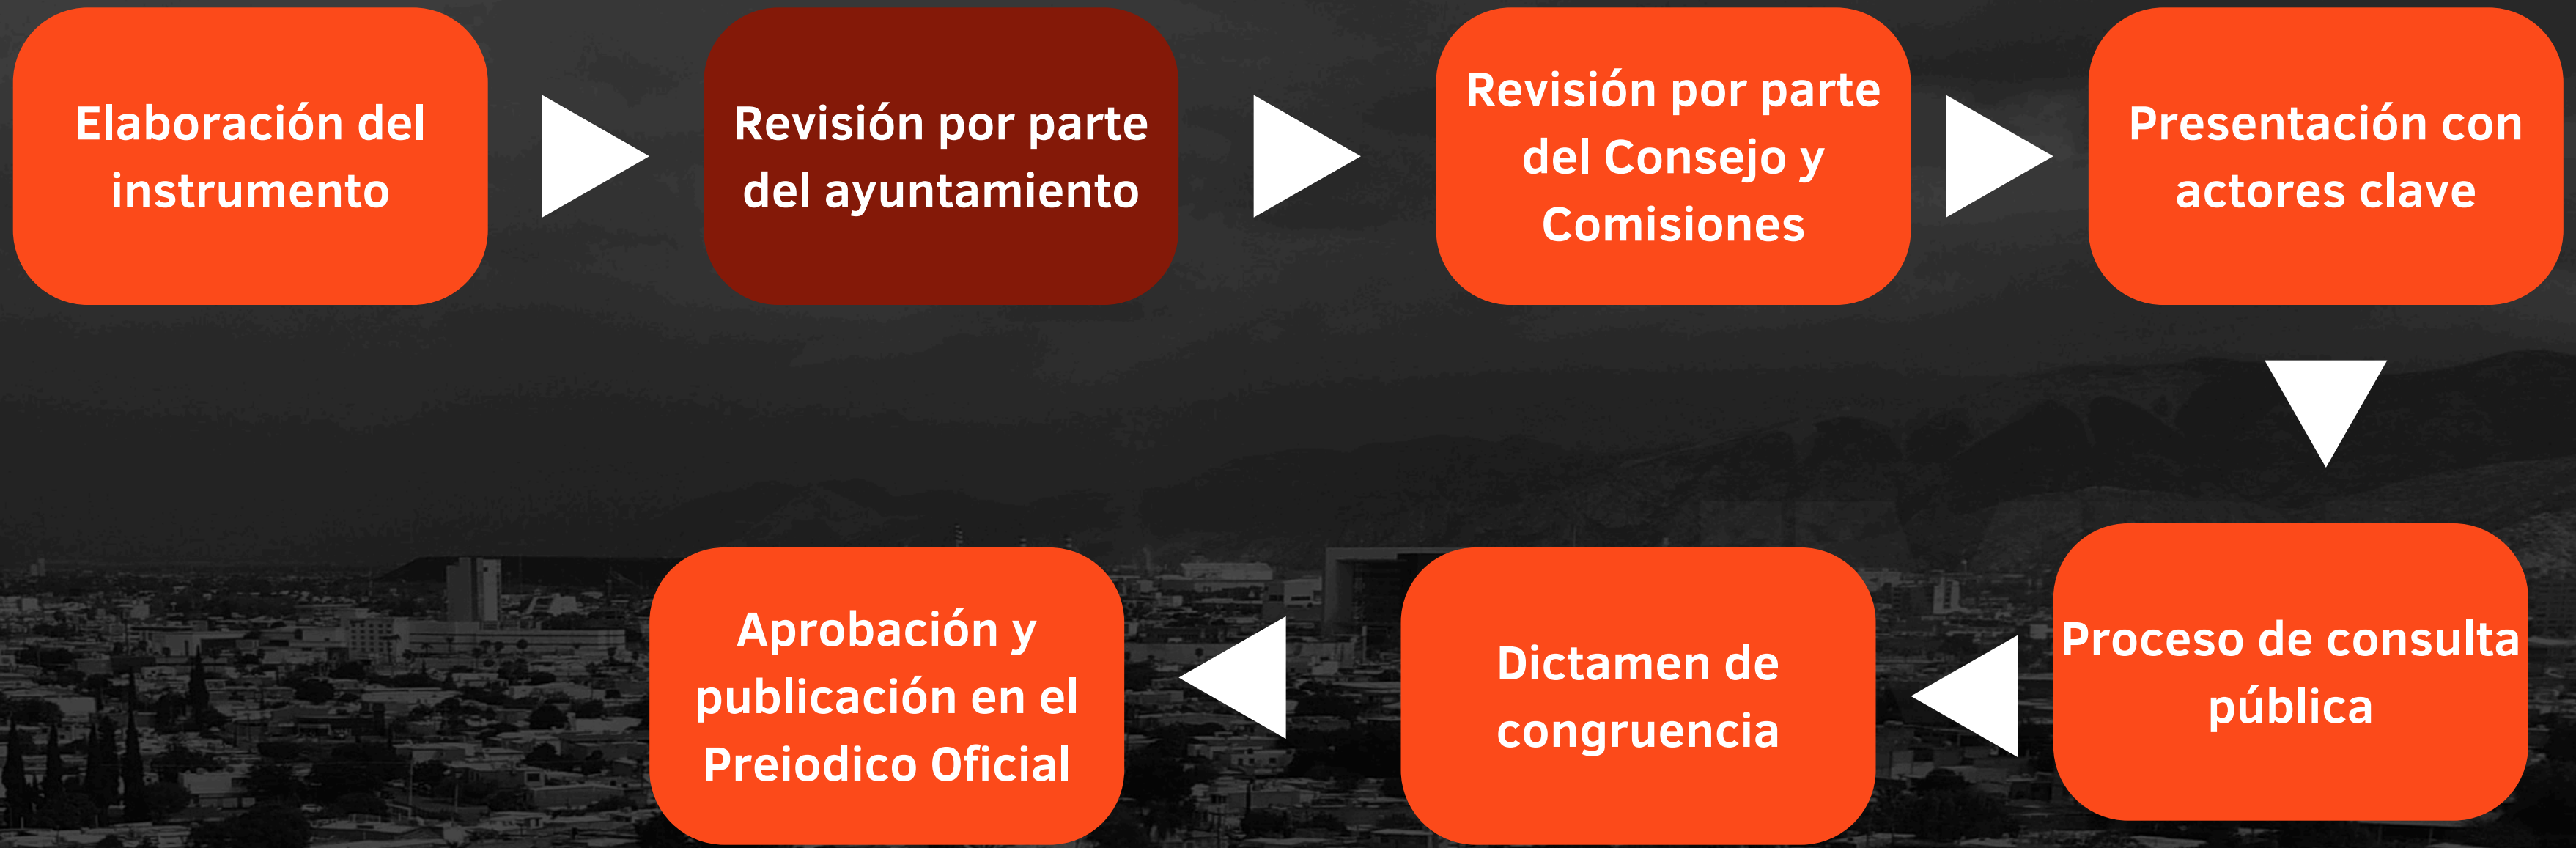 Elaboración del
instrumento
Revisión por parte
del ayuntamiento
Revisión por parte
del Consejo y
Comisiones
Presentación con
actores clave
Proceso de consulta
pública
Dictamen de
congruencia
Aprobación y
publicación en el
Preiodico Oficial